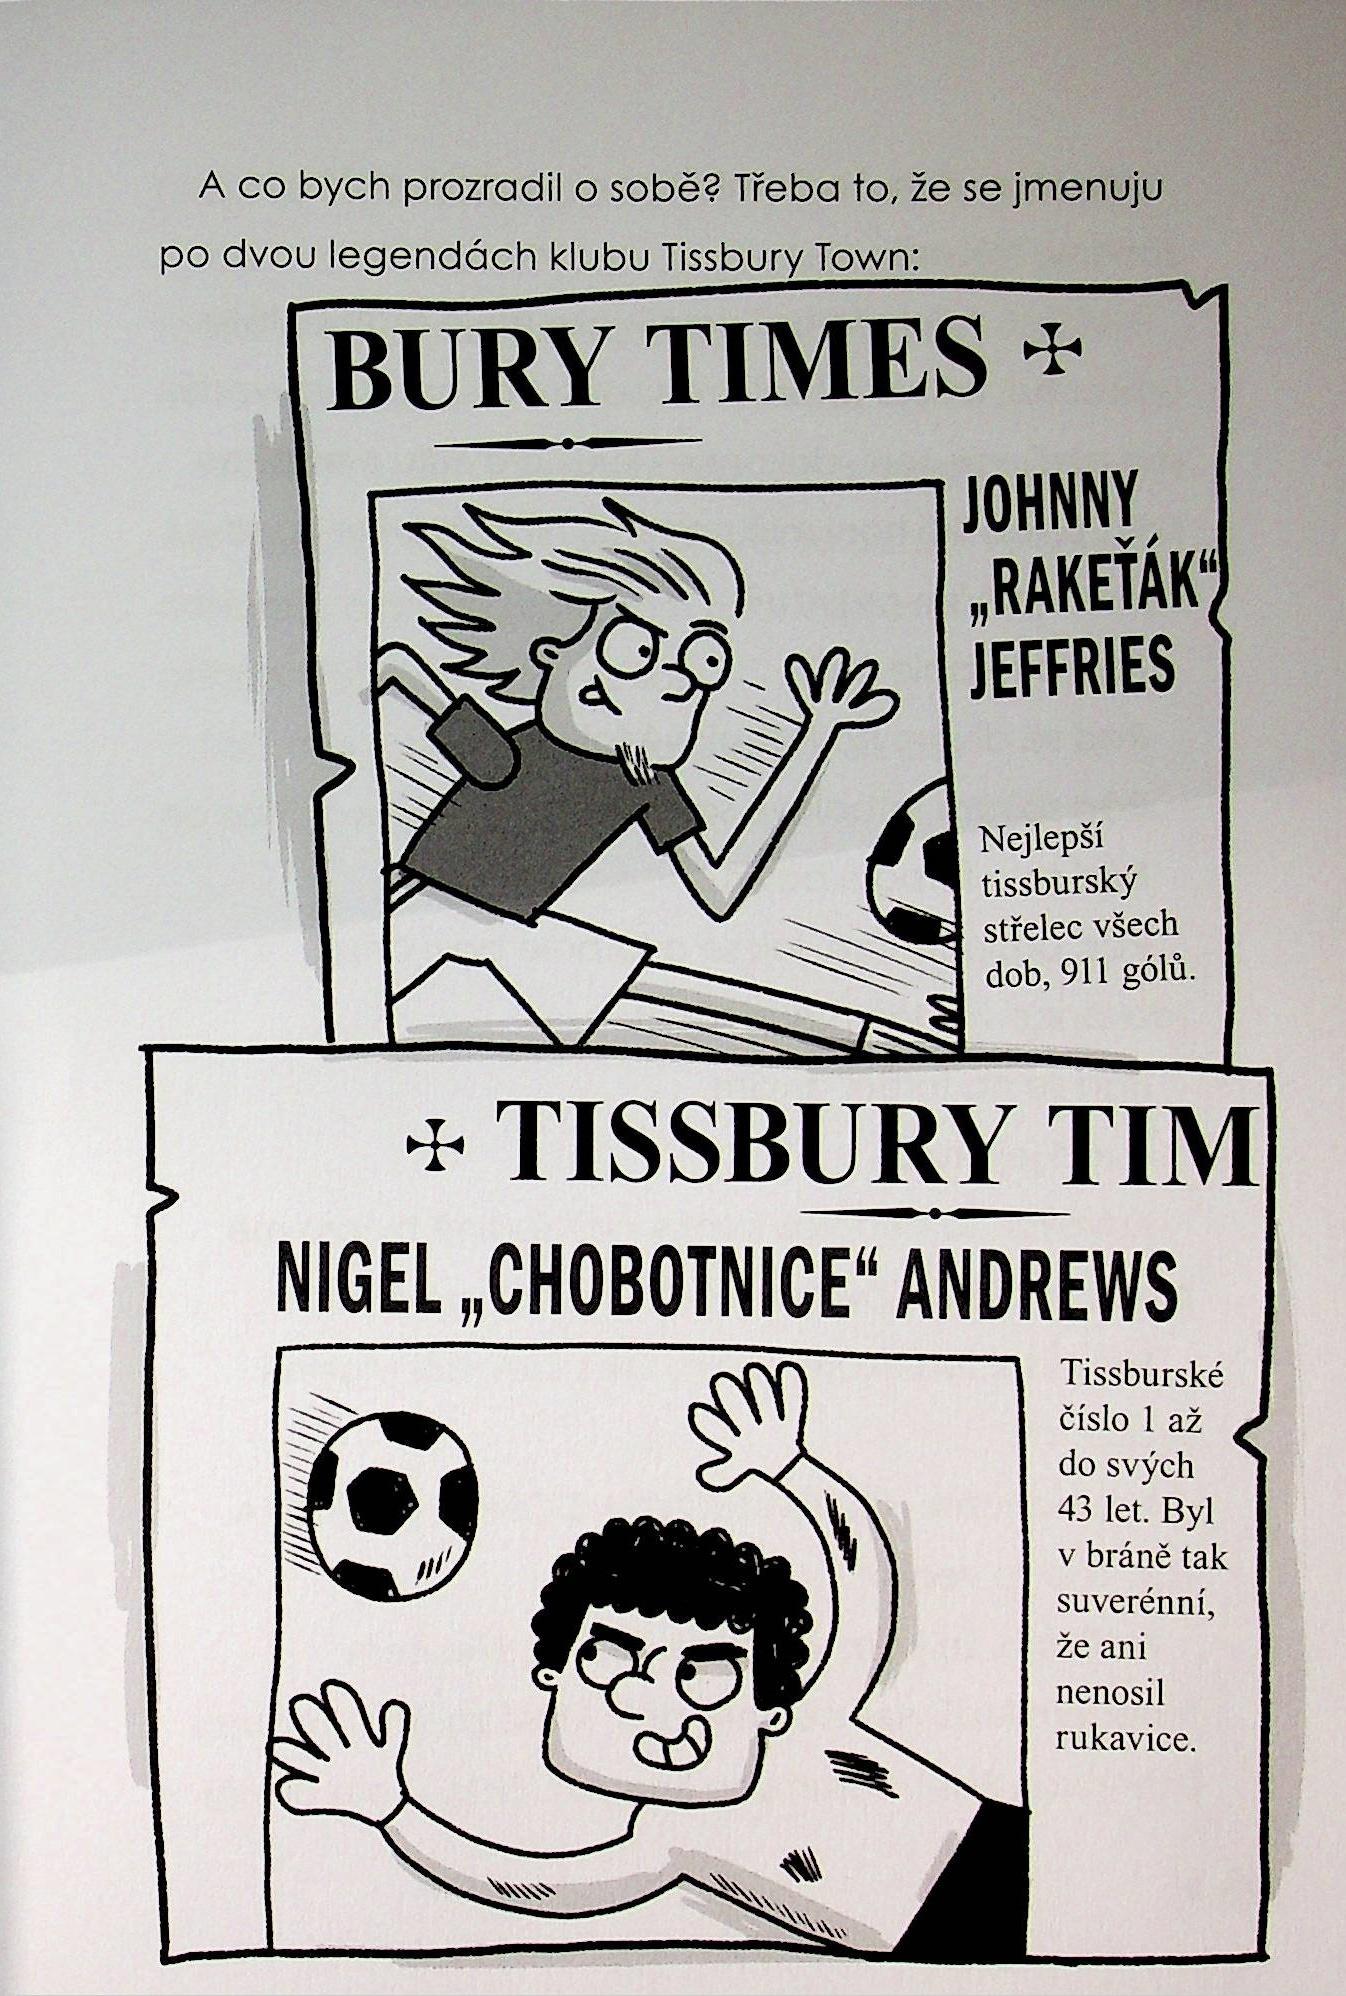 A co bych prozradil o sobě? Třeba to, že se jmenuju
po dvou legendách klubu Tissbury Town:
BURY TIMES
JOHNNY
„RAKEŤÁK“
JEFFRIES
Nejlepší
tissburský
střelec všech
dob, 911 gólů.
TISSBURY TIM
NIGEL „CHOBOTNICE“ ANDREWS
Tissburské
číslo 1 až
do svých
43 let. Byl
v bráně tak
suverénní,
že ani
nenosil
rukavice.